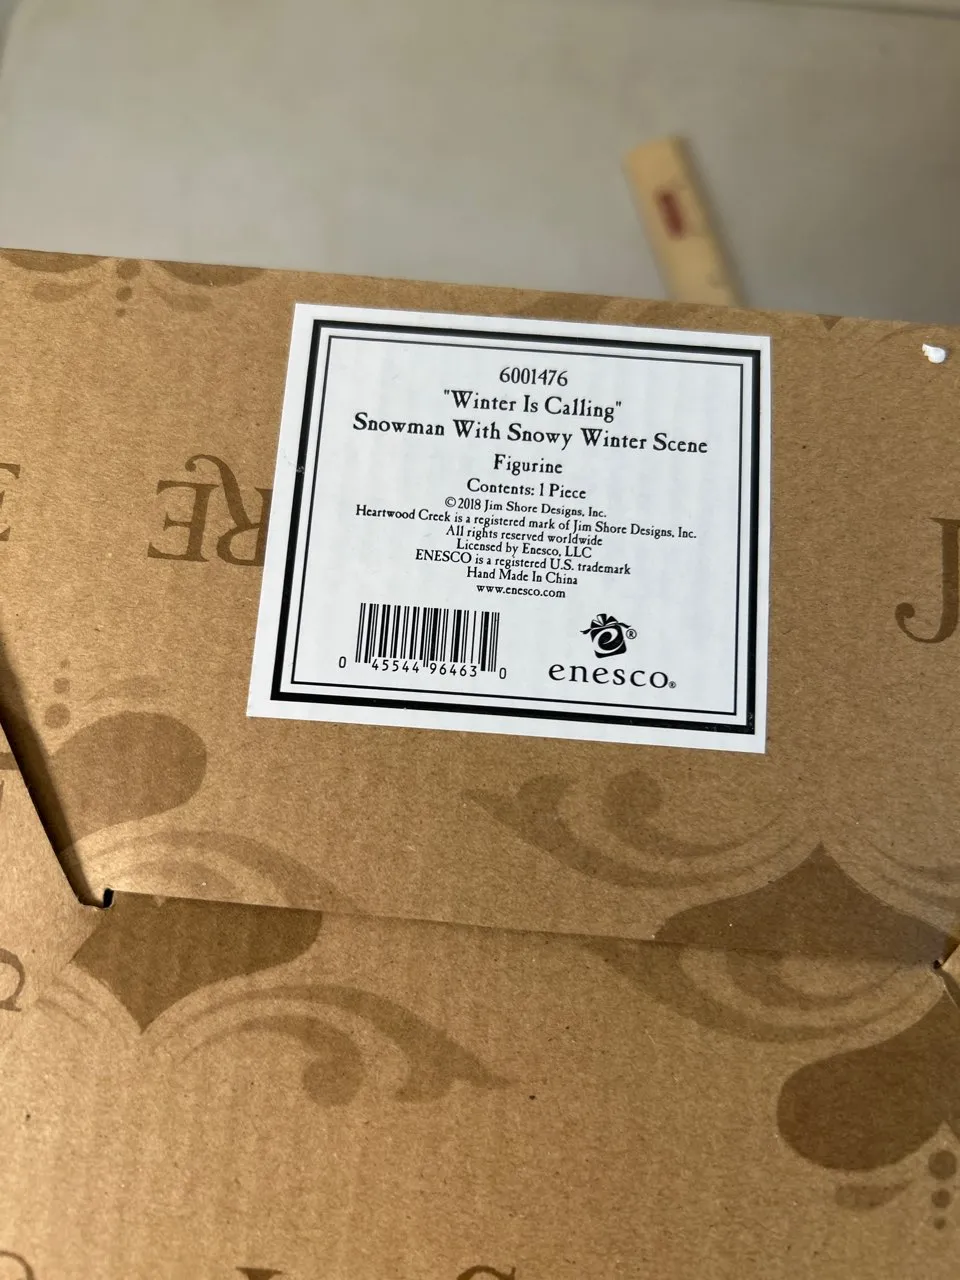 6001476
"Winter Is Calling"
Snowman With Snowy Winter Scene
Figurine
Contents: 1 Piece
© 2018 Jim Shore Designs, Inc.
Heartwood Creek is a registered mark of Jim Shore Designs, Inc.
All rights reserved worldwide
Licensed by Enesco, LLC
ENESCO is a registered U.S. trademark
Hand Made In China
www.enesco.com
0 45544 96463 0
enesco®
RE
J